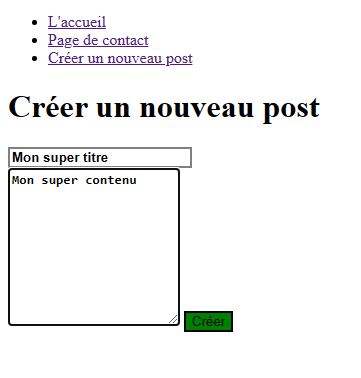 L'accueil
Page de contact
Créer un nouveau post
Créer un nouveau post
Mon super titre
Mon super contenu
Créer